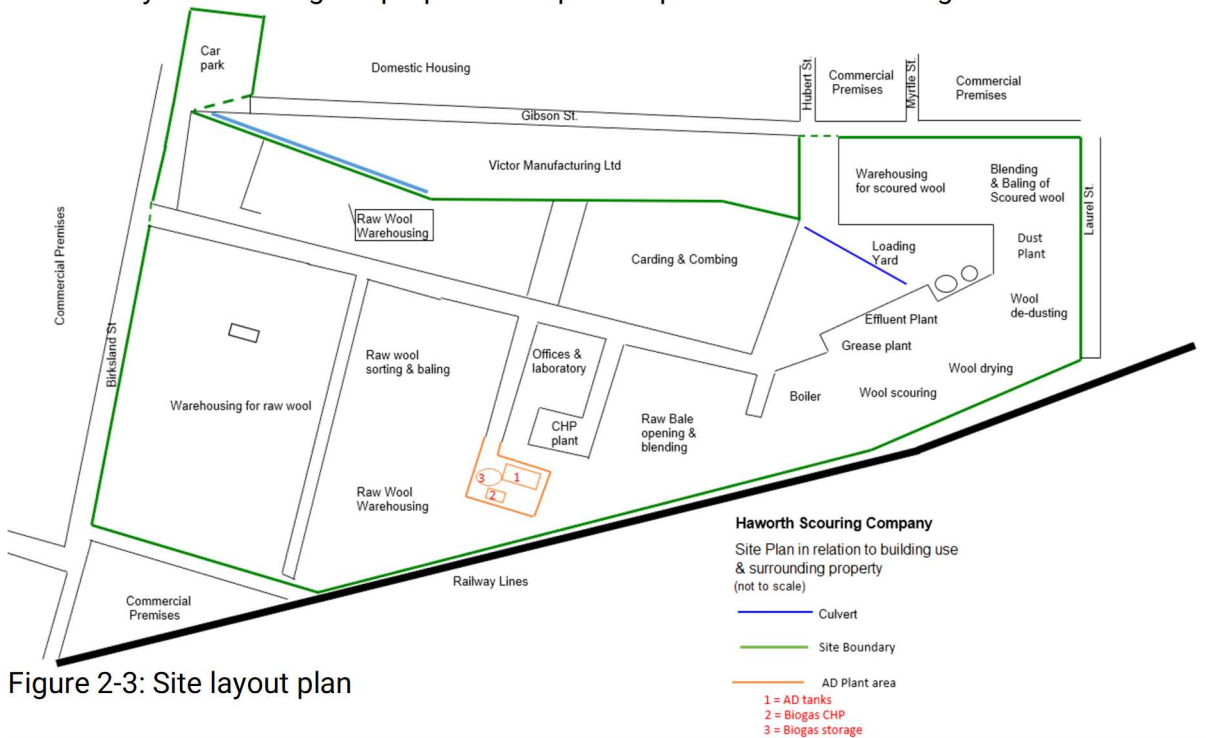 Car
park
Domestic Housing
Hubert St.
Commercial
Premises
Myrtle St.
Commercial
Premises
Gibson St.
Victor Manufacturing Ltd
Warehousing
for scoured wool
Blending
& Baling of
Scoured wool
Laurel St.
Raw Wool
Warehousing
Commercial Premises
Carding & Combing
Loading
Yard
Dust
Plant
Wool
de-dusting
Effluent Plant
Grease plant
Birksland St
Raw wool
sorting & baling
Offices &
laboratory
Wool drying
Boiler
Wool scouring
Warehousing for raw wool
CHP
plant
Raw Bale
opening &
blending
3
1
2
Raw Wool
Warehousing
Railway Lines
Commercial
Premises
Haworth Scouring Company
Site Plan in relation to building use
& surrounding property
(not to scale)
Culvert
Site Boundary
AD Plant area
1 = AD tanks
2 = Biogas CHP
3 = Biogas storage
Figure 2-3: Site layout plan